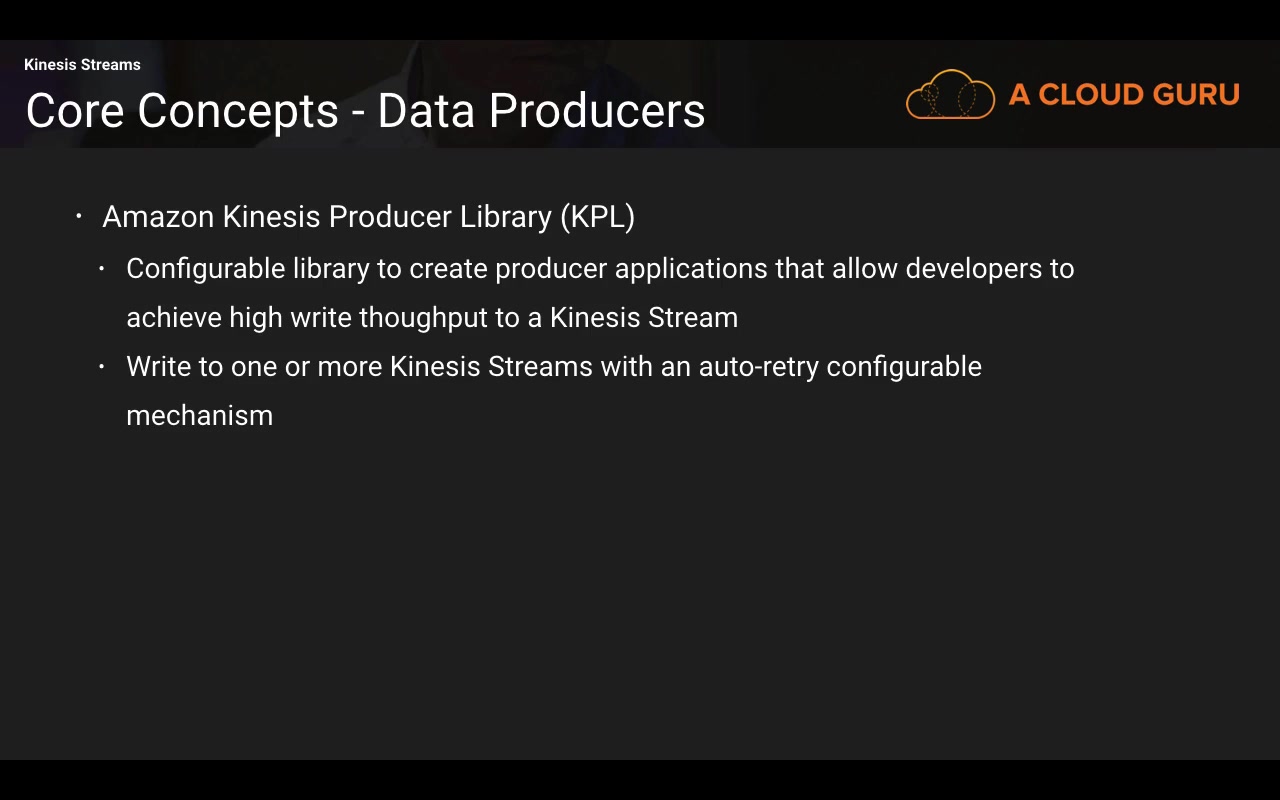 Kinesis Streams
Core Concepts - Data Producers
A CLOUD GURU
• Amazon Kinesis Producer Library (KPL)
• Configurable library to create producer applications that allow developers to
achieve high write thoughput to a Kinesis Stream
• Write to one or more Kinesis Streams with an auto-retry configurable
mechanism